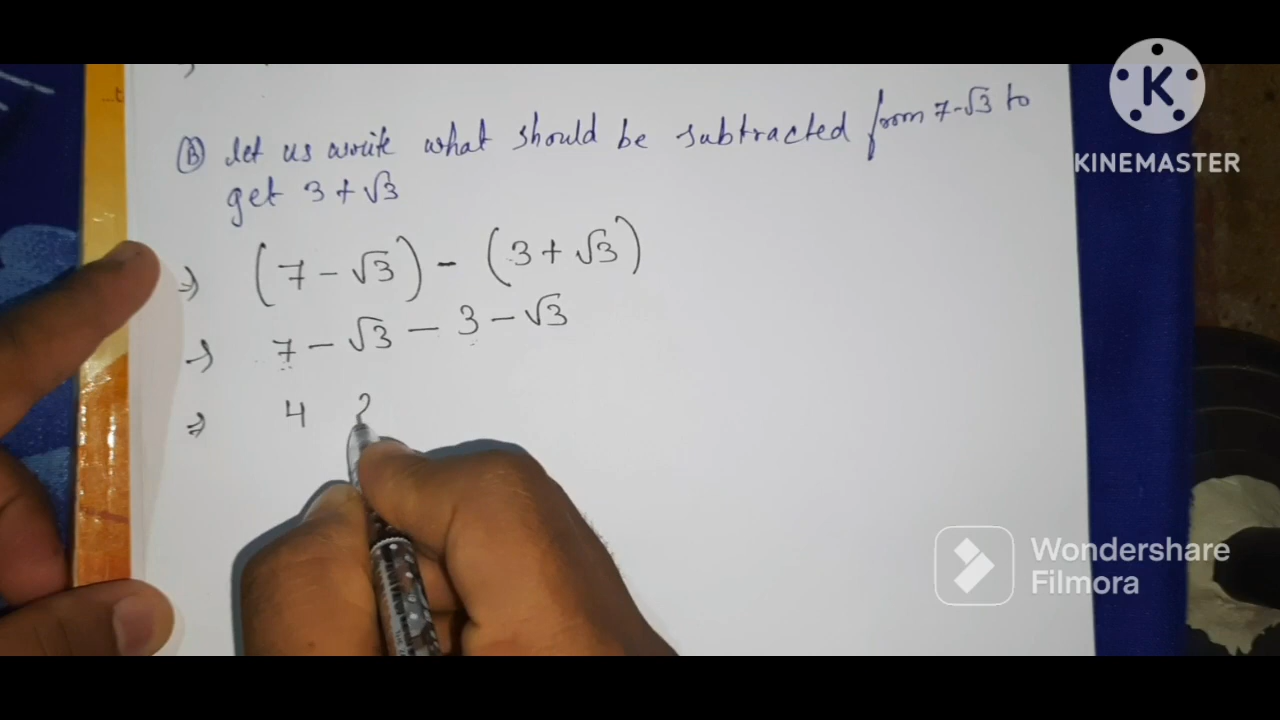 KINEMASTER
Ⓑ let us write what should be subtracted from 7-√3 to
get 3 + √3
⇒ (7 - √3) - (3 + √3)
⇒ 7 - √3 - 3 - √3
⇒ 4 2
Wondershare
Filmora